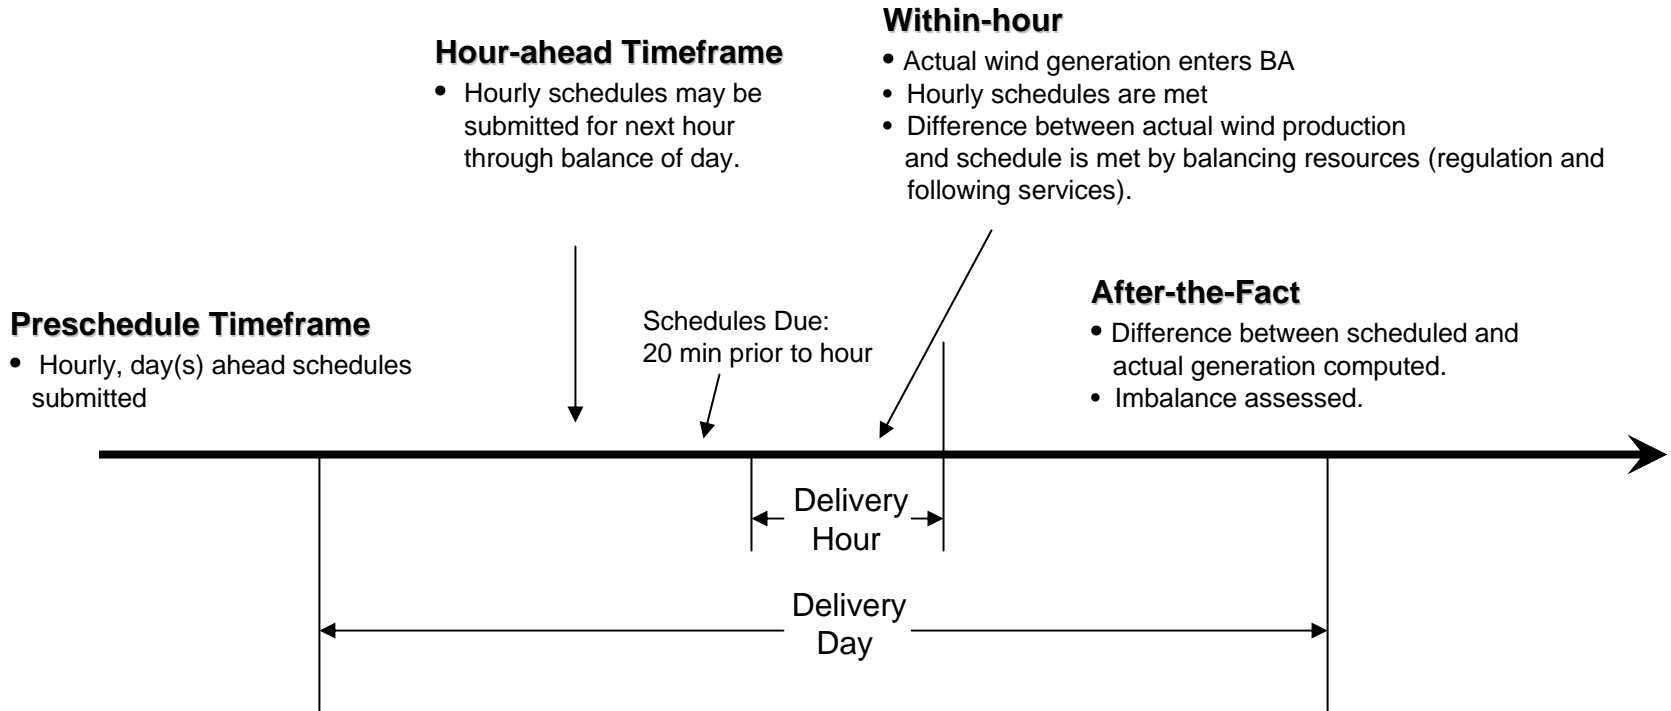 Within-hour
• Actual wind generation enters BA
• Hourly schedules are met
• Difference between actual wind production
and schedule is met by balancing resources (regulation and
following services).
Hour-ahead Timeframe
• Hourly schedules may be
submitted for next hour
through balance of day.
Preschedule Timeframe
• Hourly, day(s) ahead schedules
submitted
Schedules Due:
20 min prior to hour
After-the-Fact
• Difference between scheduled and
actual generation computed.
• Imbalance assessed.
Delivery
Hour
Delivery
Day